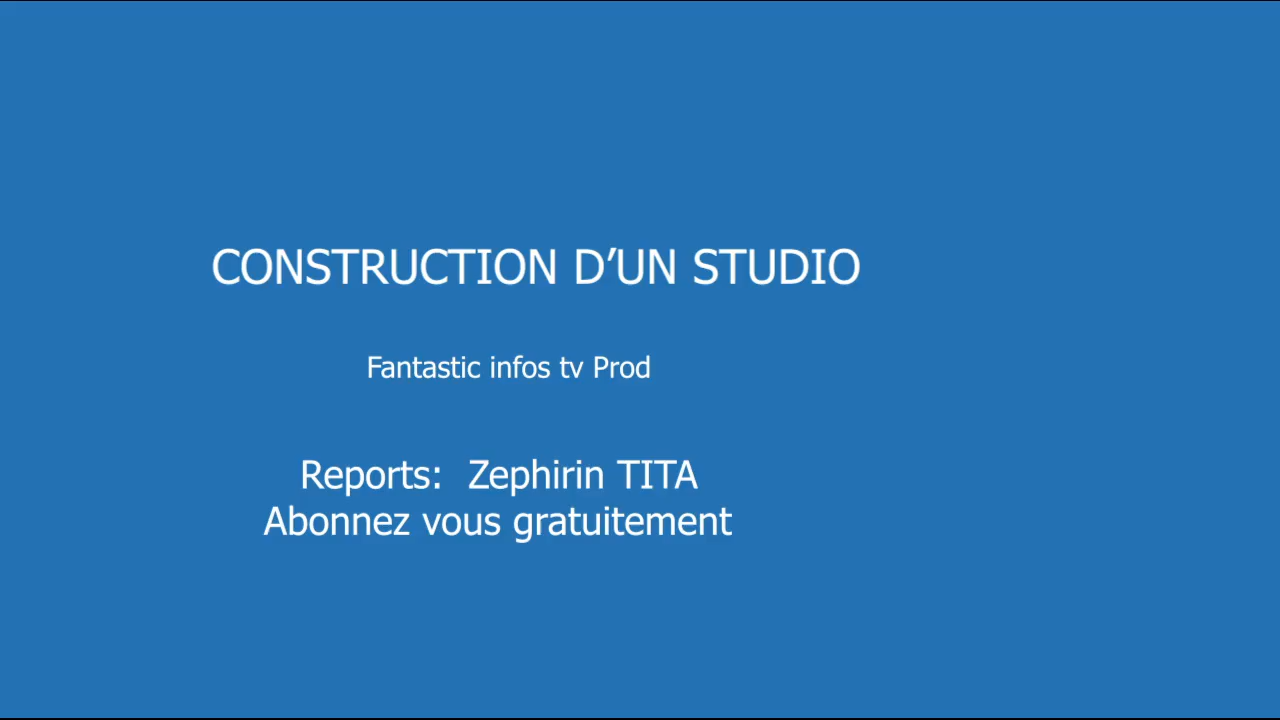 CONSTRUCTION D’UN STUDIO
Fantastic infos tv Prod
Reports: Zephirin TITA
Abonnez vous gratuitement